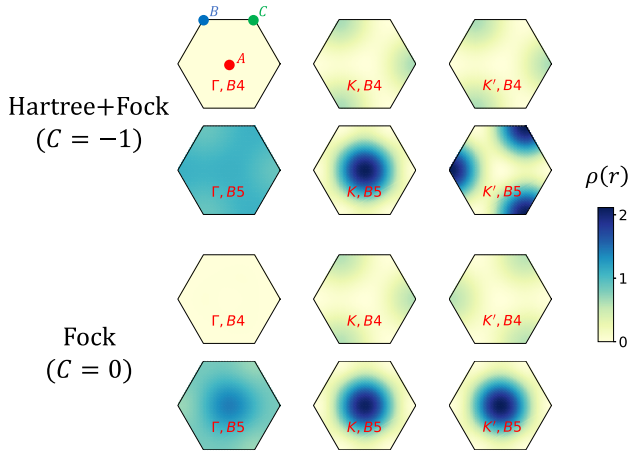 B
C
A
Γ, B4
K, B4
K′, B4
Hartree+Fock
(C = −1)
Γ, B5
K, B5
K′, B5
ρ(r)
2
1
0
Γ, B4
K, B4
K′, B4
Fock
(C = 0)
Γ, B5
K, B5
K′, B5